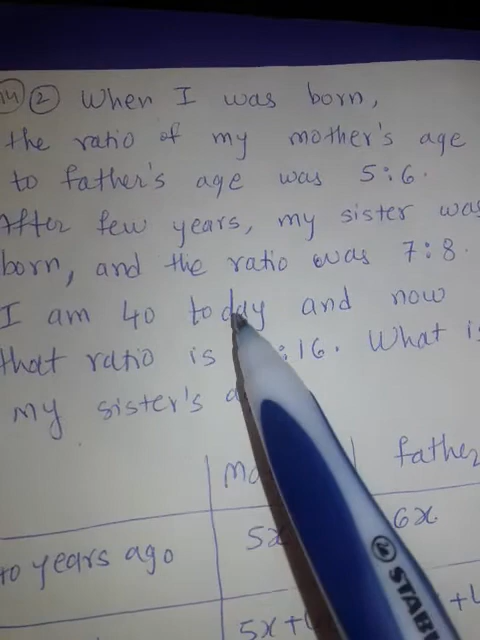 14 2 When I was born,
the ratio of my mother's age
to father's age was 5:6.
After few years, my sister was
born, and the ratio was 7:8.
I am 40 today and now
that ratio is :16. What is
my sister's
father
40 years ago 5x 6x
STAB
5x+